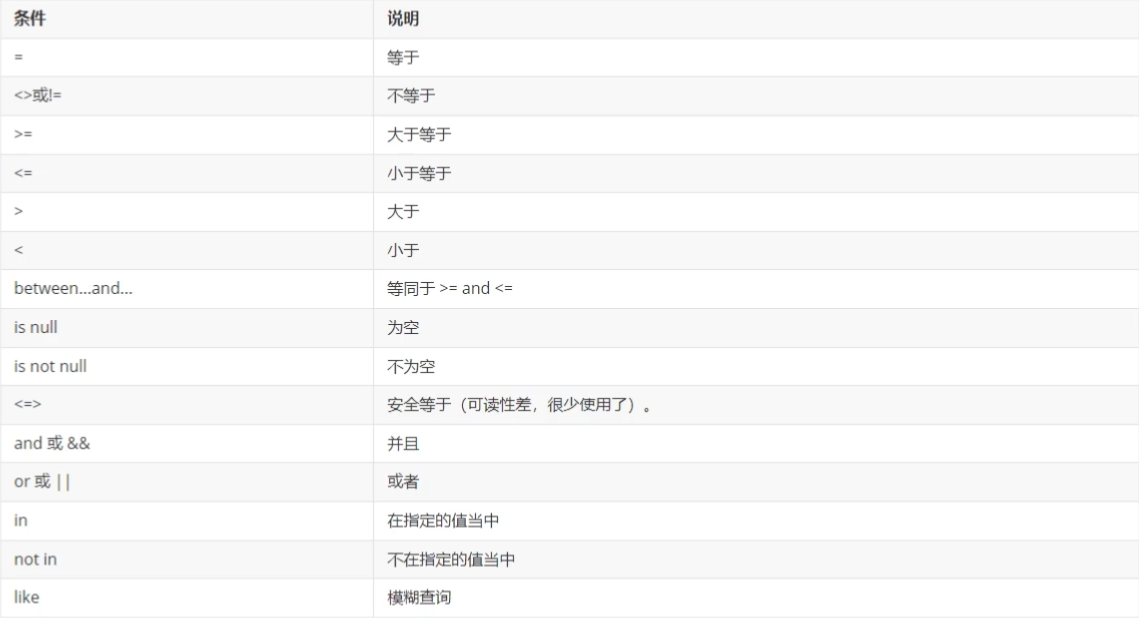 条件 说明
= 等于
<>或!= 不等于
>= 大于等于
<= 小于等于
> 大于
< 小于
between...and... 等同于 >= and <=
is null 为空
is not null 不为空
<=> 安全等于（可读性差，很少使用了）。
and 或 && 并且
or 或 || 或者
in 在指定的值当中
not in 不在指定的值当中
like 模糊查询